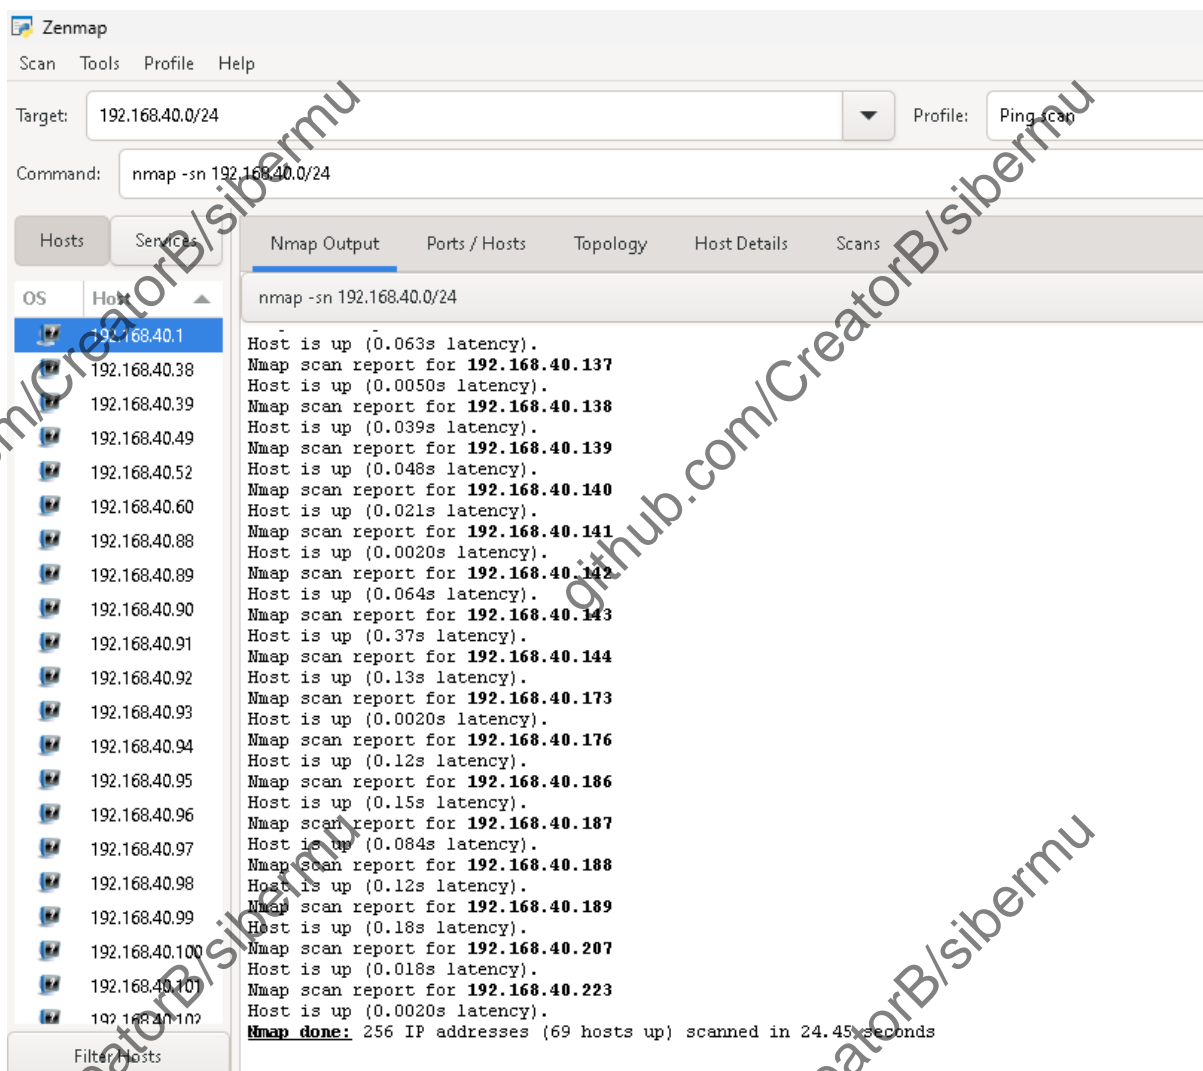 Zenmap
Scan Tools Profile Help
Target: 192.168.40.0/24 Profile: Ping scan
Command: nmap -sn 192.168.40.0/24
Hosts Services
OS Host
192.168.40.1
192.168.40.38
192.168.40.39
192.168.40.49
192.168.40.52
192.168.40.60
192.168.40.88
192.168.40.89
192.168.40.90
192.168.40.91
192.168.40.92
192.168.40.93
192.168.40.94
192.168.40.95
192.168.40.96
192.168.40.97
192.168.40.98
192.168.40.99
192.168.40.100
192.168.40.101
192.168.40.102
Filter Hosts
Nmap Output Ports / Hosts Topology Host Details Scans
nmap -sn 192.168.40.0/24
Host is up (0.063s latency).
Nmap scan report for 192.168.40.137
Host is up (0.0050s latency).
Nmap scan report for 192.168.40.138
Host is up (0.039s latency).
Nmap scan report for 192.168.40.139
Host is up (0.048s latency).
Nmap scan report for 192.168.40.140
Host is up (0.021s latency).
Nmap scan report for 192.168.40.141
Host is up (0.0020s latency).
Nmap scan report for 192.168.40.142
Host is up (0.064s latency).
Nmap scan report for 192.168.40.143
Host is up (0.37s latency).
Nmap scan report for 192.168.40.144
Host is up (0.13s latency).
Nmap scan report for 192.168.40.173
Host is up (0.0020s latency).
Nmap scan report for 192.168.40.176
Host is up (0.12s latency).
Nmap scan report for 192.168.40.186
Host is up (0.15s latency).
Nmap scan report for 192.168.40.187
Host is up (0.084s latency).
Nmap scan report for 192.168.40.188
Host is up (0.12s latency).
Nmap scan report for 192.168.40.189
Host is up (0.18s latency).
Nmap scan report for 192.168.40.207
Host is up (0.018s latency).
Nmap scan report for 192.168.40.223
Host is up (0.0020s latency).
Nmap done: 256 IP addresses (69 hosts up) scanned in 24.45 seconds
om/CreatorB/sibermu
github.com/CreatorB/sibermu
eatorB/sibermu
eatorB/sibermu